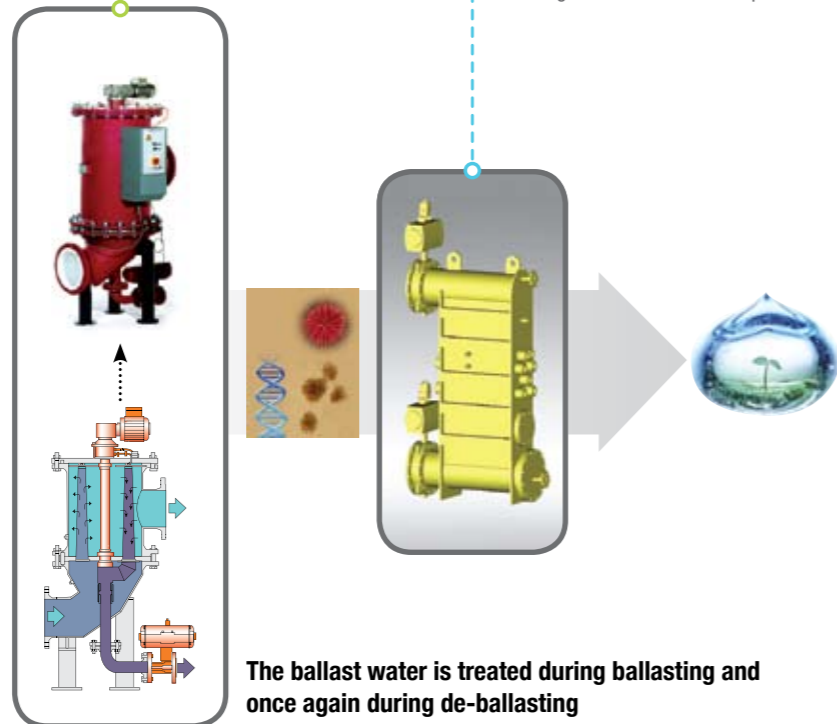 The ballast water is treated during ballasting and
once again during de-ballasting